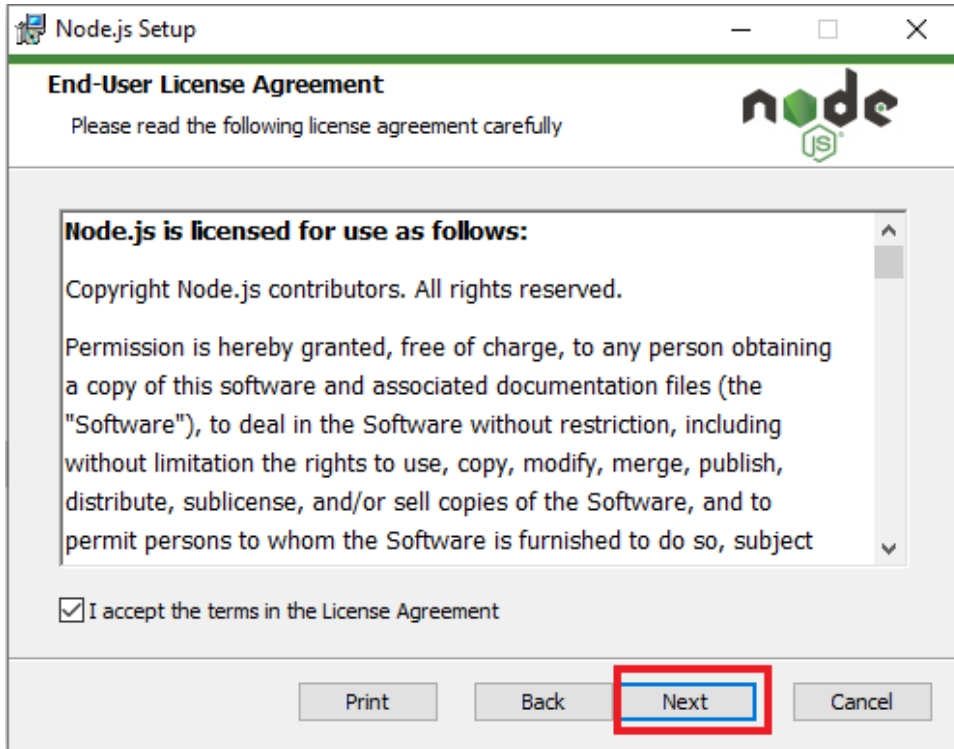 Node.js Setup
End-User License Agreement
Please read the following license agreement carefully
node
JS
Node.js is licensed for use as follows:
Copyright Node.js contributors. All rights reserved.
Permission is hereby granted, free of charge, to any person obtaining
a copy of this software and associated documentation files (the
"Software"), to deal in the Software without restriction, including
without limitation the rights to use, copy, modify, merge, publish,
distribute, sublicense, and/or sell copies of the Software, and to
permit persons to whom the Software is furnished to do so, subject
I accept the terms in the License Agreement
Print Back Next Cancel